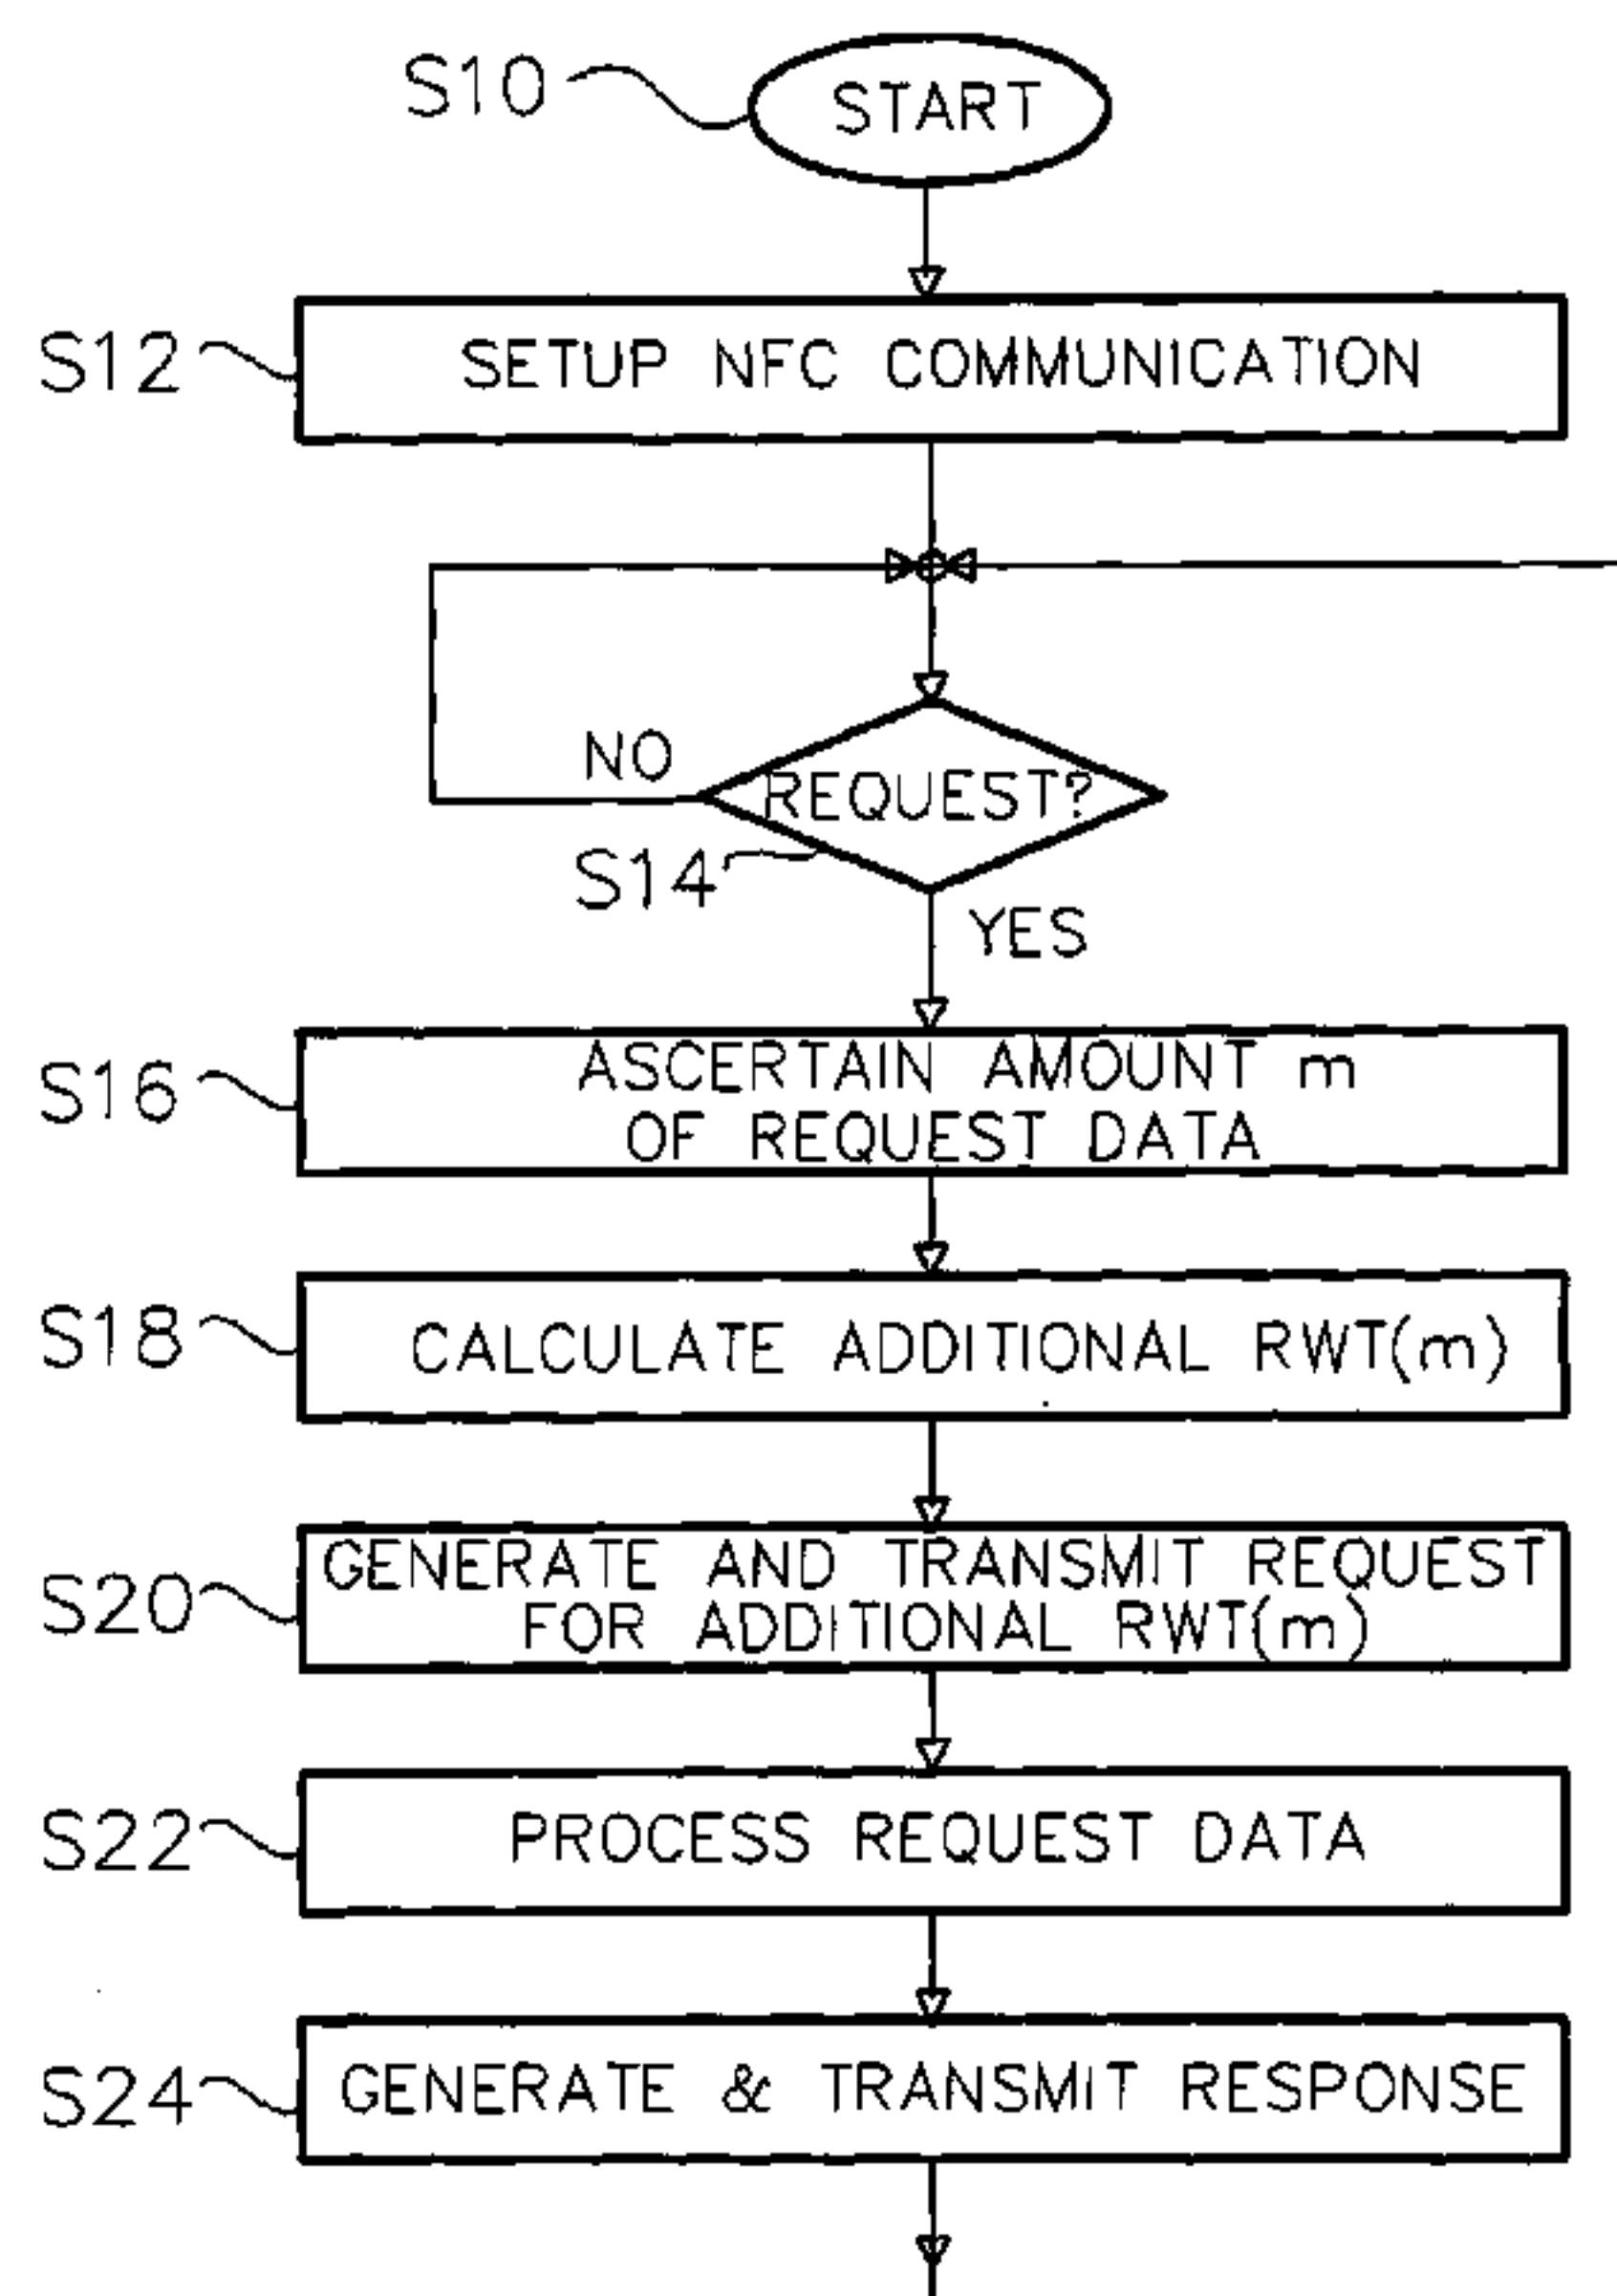 S10
START
S12
SETUP NFC COMMUNICATION
NO
REQUEST?
S14
YES
S16
ASCERTAIN AMOUNT m
OF REQUEST DATA
S18
CALCULATE ADDITIONAL RWT(m)
S20
GENERATE AND TRANSMIT REQUEST
FOR ADDITIONAL RWT(m)
S22
PROCESS REQUEST DATA
S24
GENERATE & TRANSMIT RESPONSE